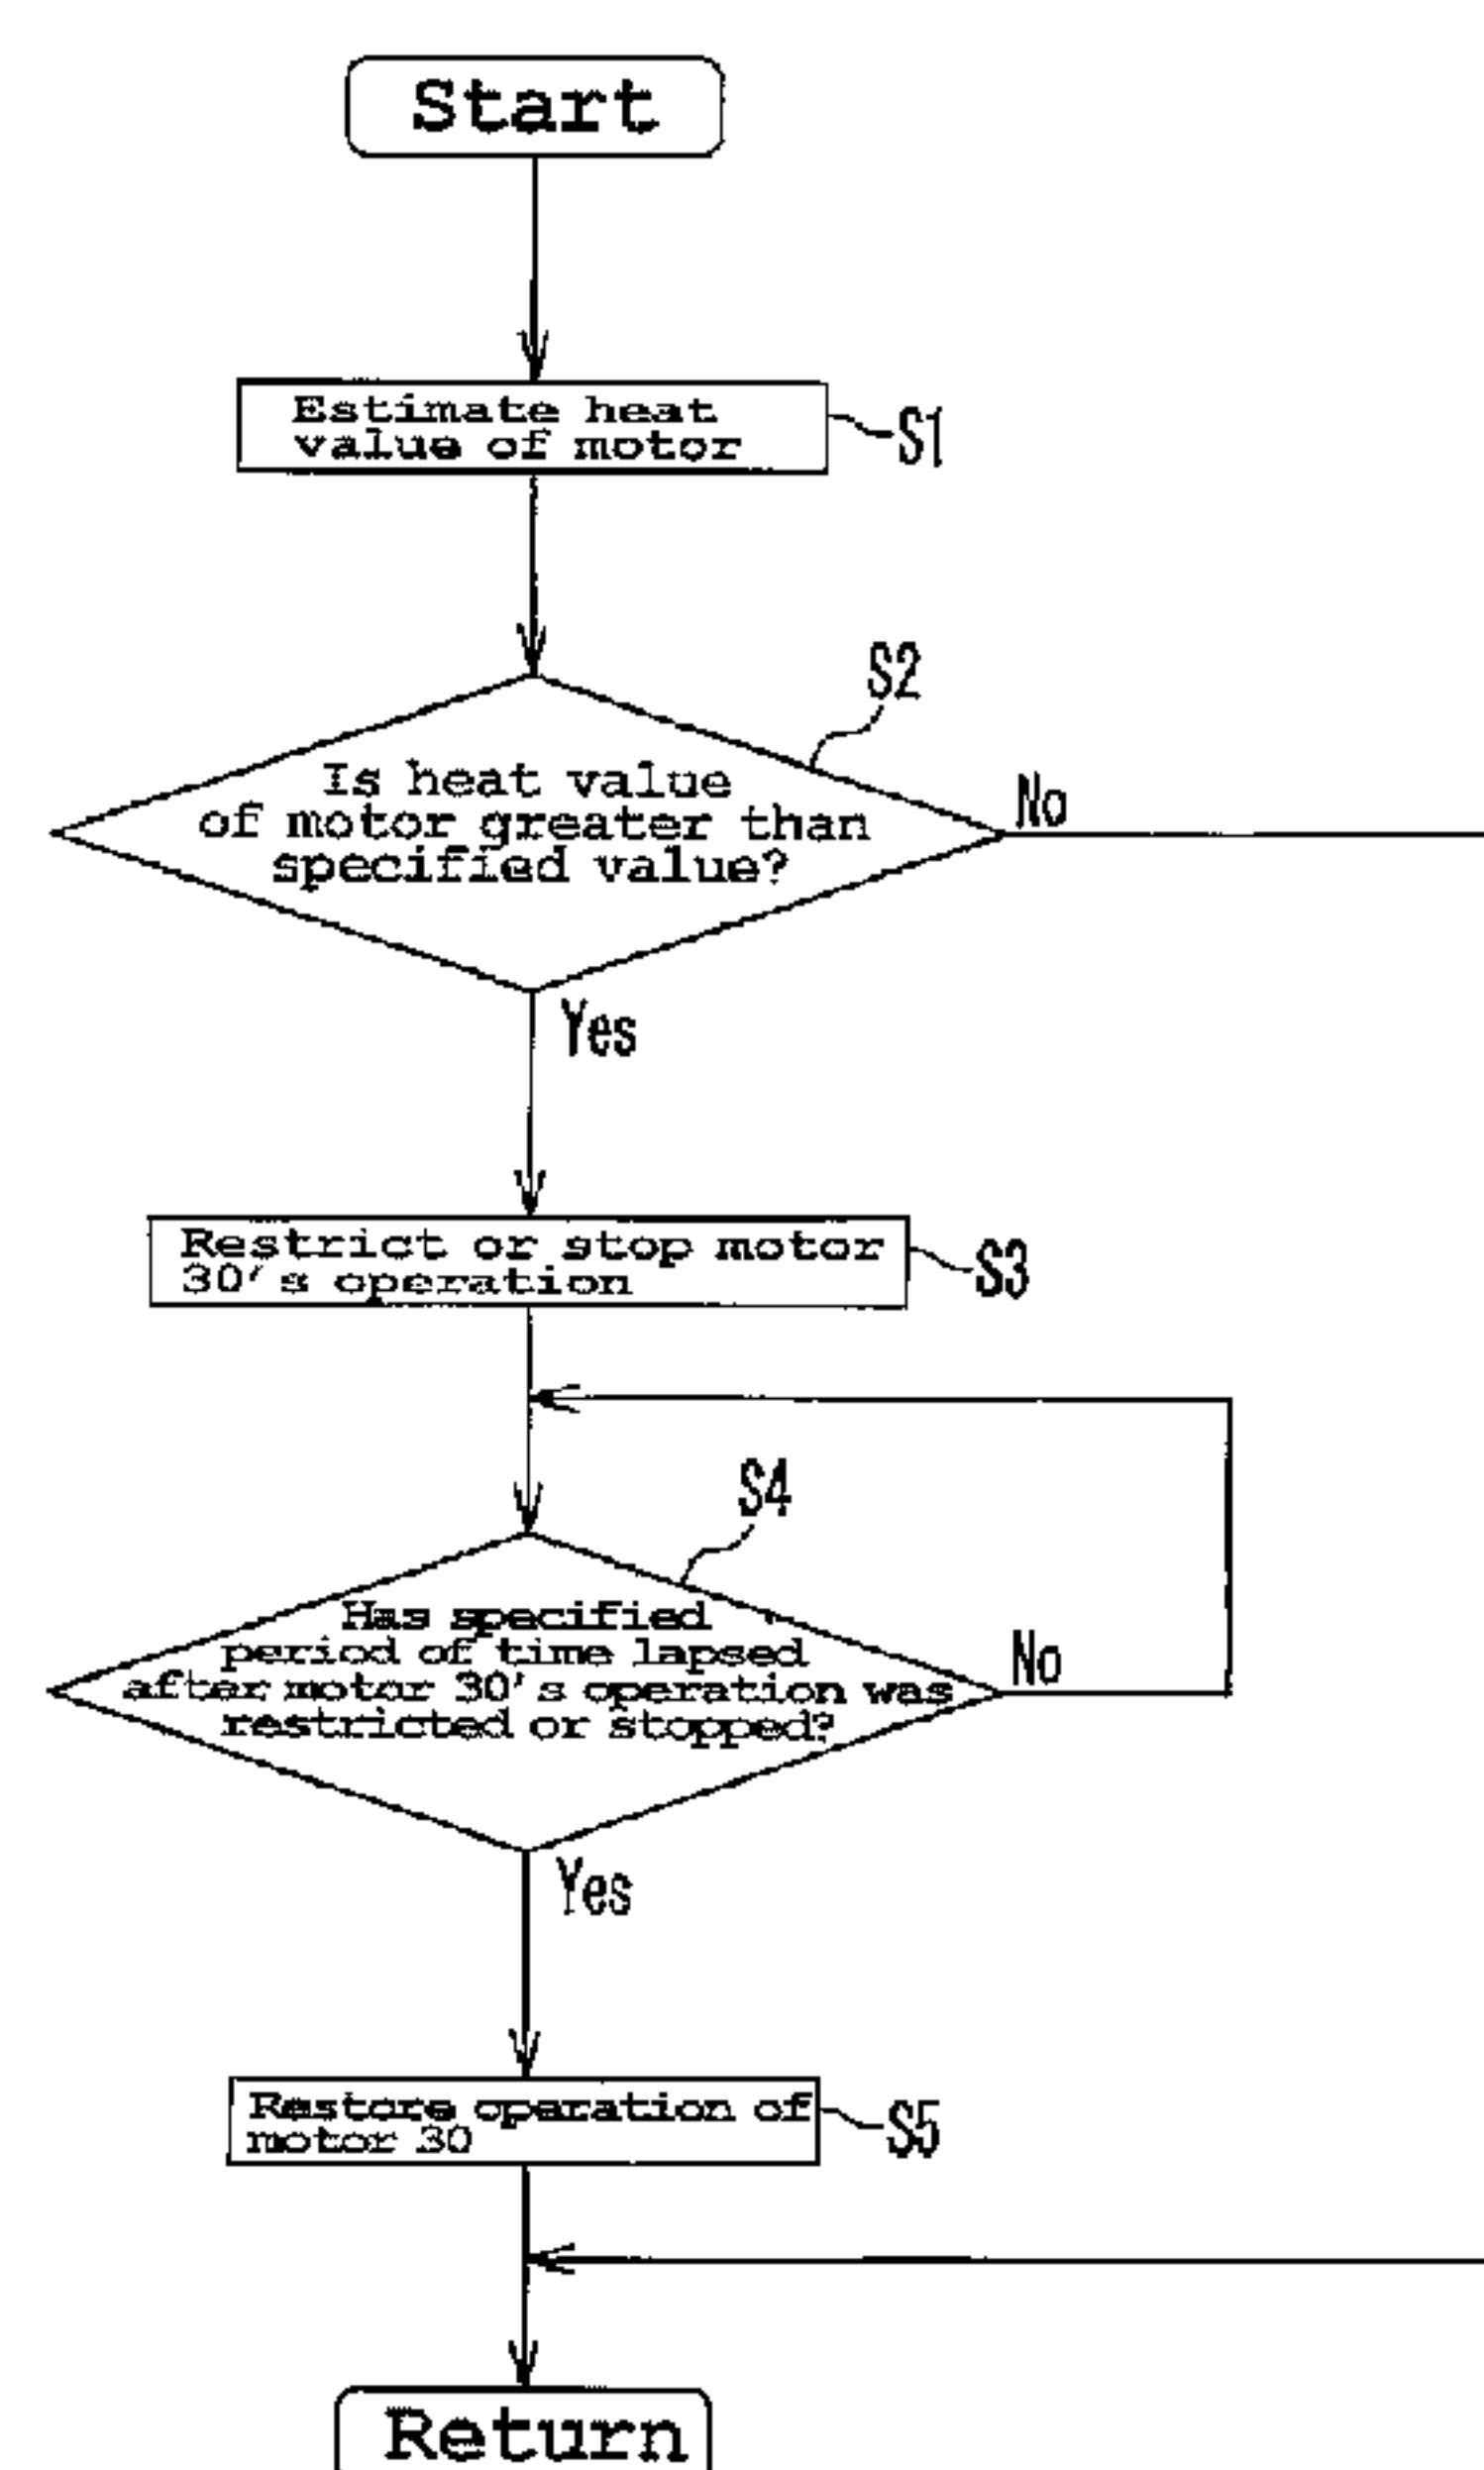 Start
Estimate heat
value of motor
S1
S2
Is heat value
of motor greater than
specified value?
No
Yes
Restrict or stop motor
30's operation
S3
S4
Has specified
period of time lapsed
after motor 30's operation was
restricted or stopped?
No
Yes
Restore operation of
motor 30
S5
Return